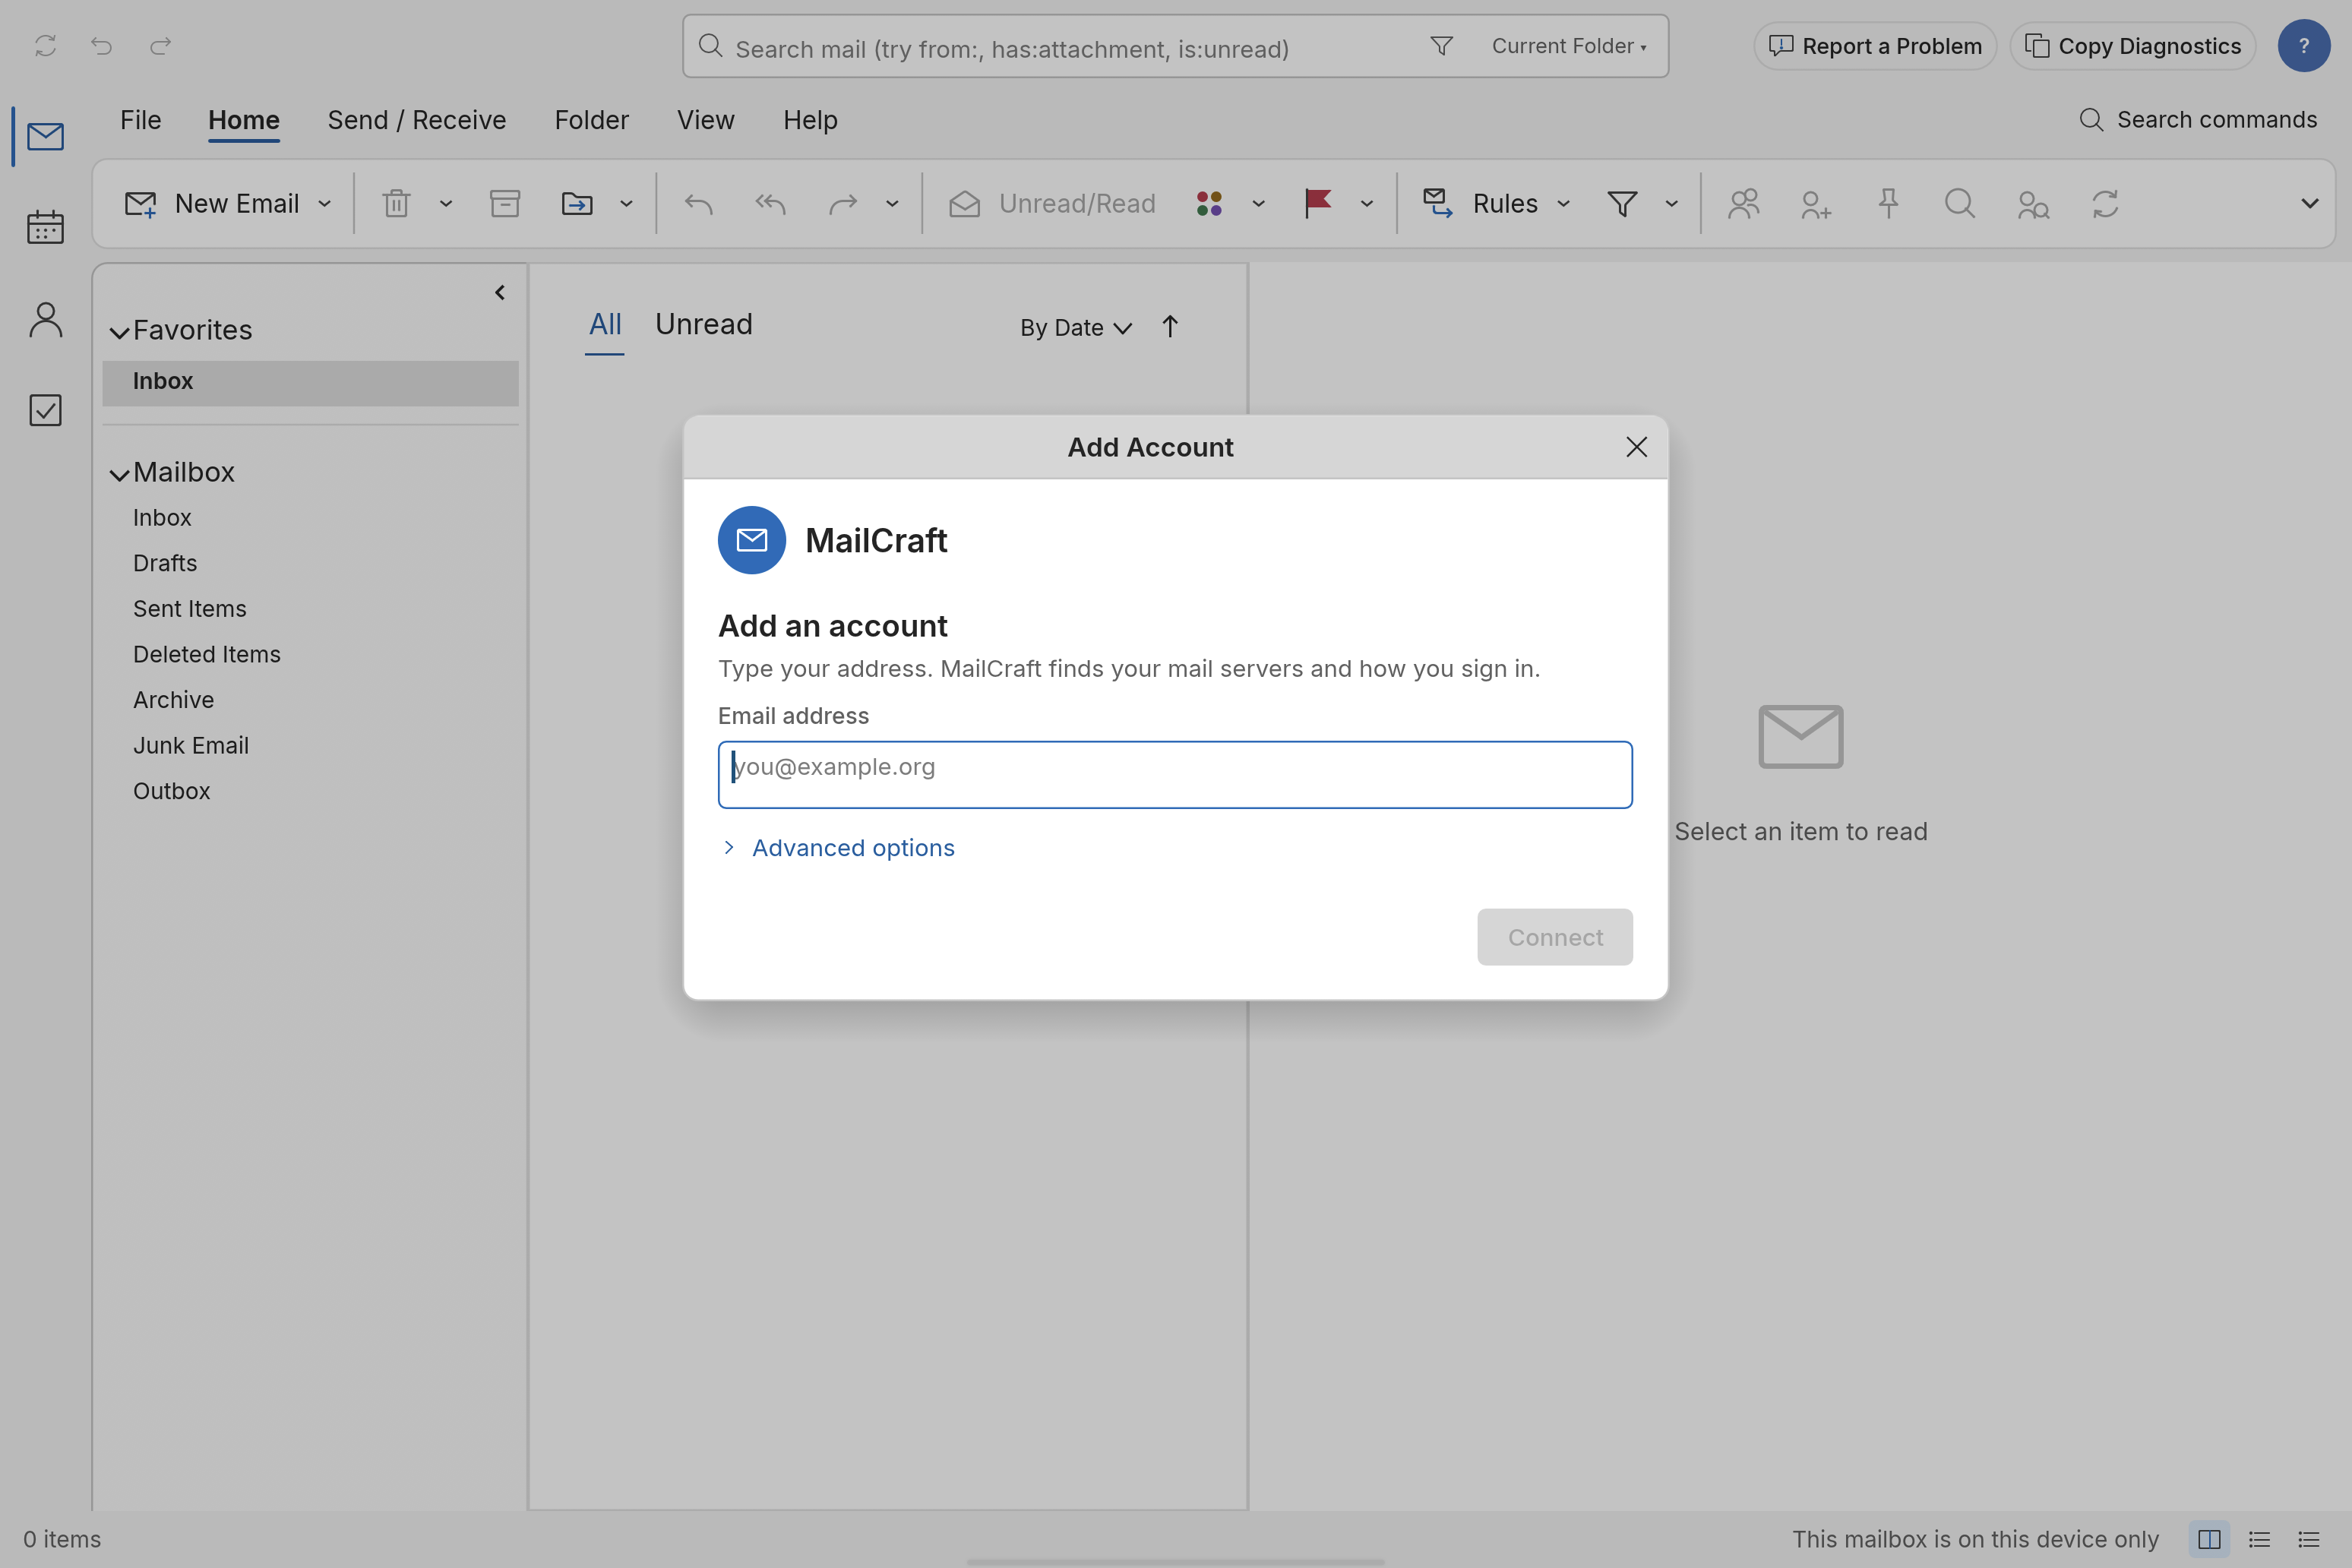 Search mail (try from:, has:attachment, is:unread)
Current Folder
Report a Problem
Copy Diagnostics
?
File
Home
Send / Receive
Folder
View
Help
Search commands
New Email
Unread/Read
Rules
Favorites
Inbox
Mailbox
Inbox
Drafts
Sent Items
Deleted Items
Archive
Junk Email
Outbox
All
Unread
By Date
Add Account
MailCraft
Add an account
Type your address. MailCraft finds your mail servers and how you sign in.
Email address
you@example.org
Advanced options
Connect
Select an item to read
0 items
This mailbox is on this device only